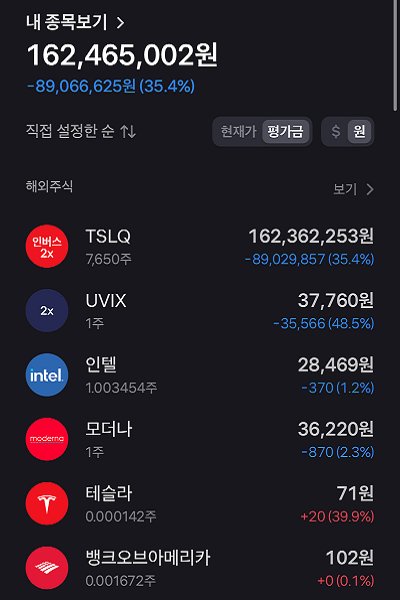 내 종목보기 >
162,465,002원
-89,066,625원 (35.4%)
직접 설정한 순 현재가 평가금 $ 원
해외주식 보기 >
인버스 2x TSLQ 162,362,253원
7,650주 -89,029,857 (35.4%)
2x UVIX 37,760원
1주 -35,566 (48.5%)
intel. 인텔 28,469원
1.003454주 -370 (1.2%)
moderna 모더나 36,220원
1주 -870 (2.3%)
테슬라 71원
0.000142주 +20 (39.9%)
뱅크오브아메리카 102원
0.001672주 +0 (0.1%)